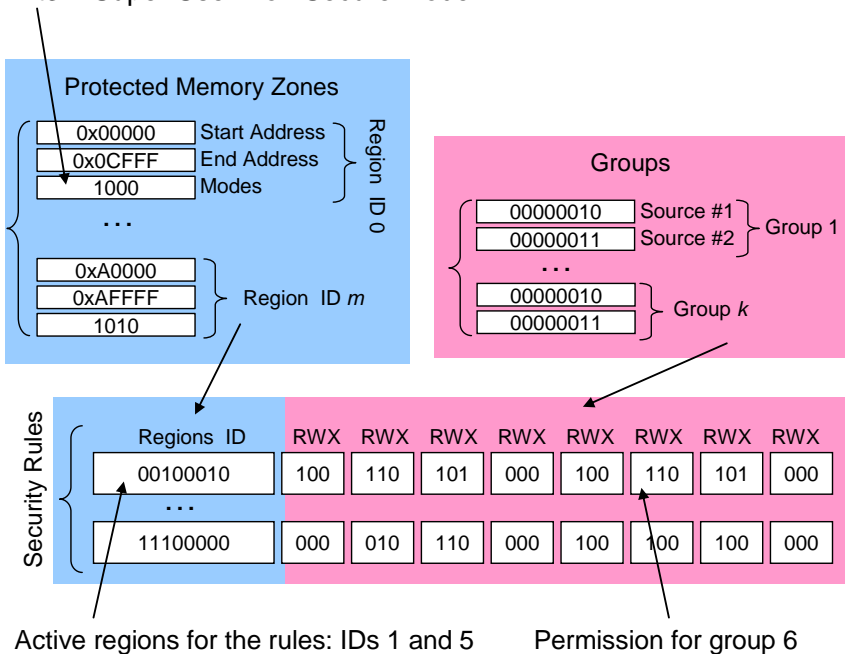 Protected Memory Zones
0x00000 Start Address
0x0CFFF End Address
1000 Modes
Region ID 0
...
0xA0000
0xAFFFF
1010
Region ID m
Groups
00000010 Source #1
00000011 Source #2
Group 1
...
00000010
00000011
Group k
Security Rules
Regions ID RWX RWX RWX RWX RWX RWX RWX RWX
00100010 100 110 101 000 100 110 101 000
...
11100000 000 010 110 000 100 100 100 000
Active regions for the rules: IDs 1 and 5
Permission for group 6